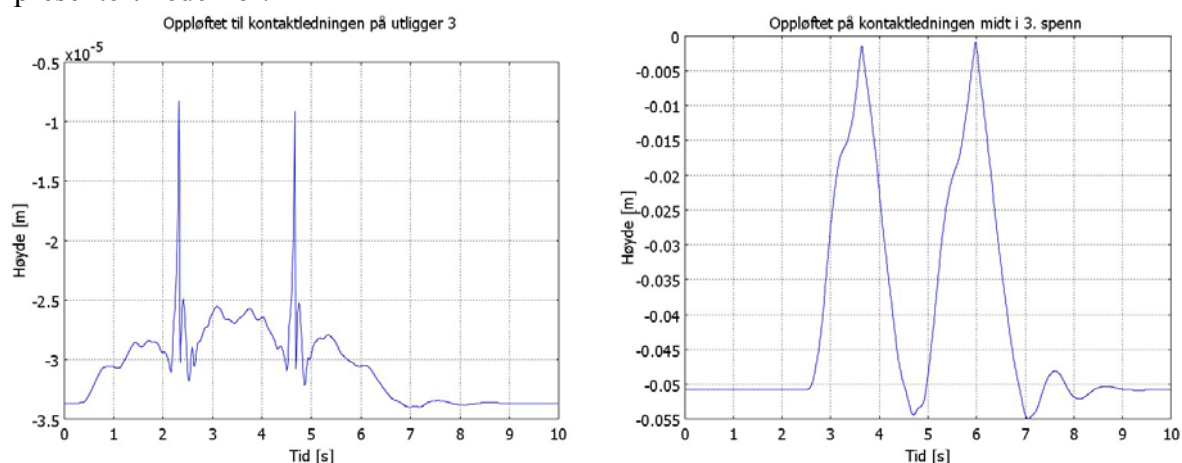 Oppløftet til kontaktledningen på utligger 3
x10^-5
-0.5
-1
-1.5
-2
-2.5
-3
-3.5
Høyde [m]
0 1 2 3 4 5 6 7 8 9 10
Tid [s]
Oppløftet på kontaktledningen midt i 3. spenn
0
-0.005
-0.01
-0.015
-0.02
-0.025
-0.03
-0.035
-0.04
-0.045
-0.05
-0.055
Høyde [m]
0 1 2 3 4 5 6 7 8 9 10
Tid [s]